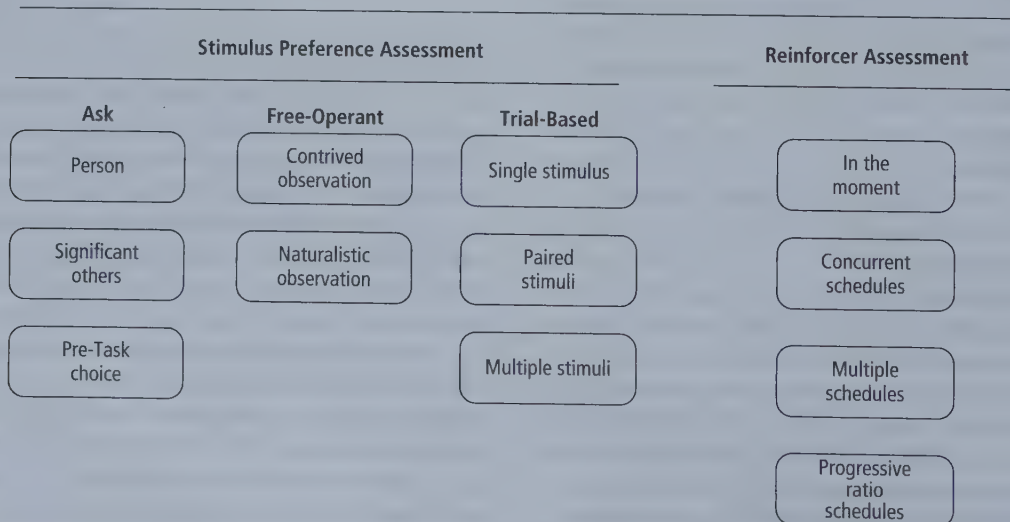 Stimulus Preference Assessment
Reinforcer Assessment
Ask
Free-Operant
Trial-Based
Person
Contrived
observation
Single stimulus
In the
moment
Significant
others
Naturalistic
observation
Paired
stimuli
Concurrent
schedules
Pre-Task
choice
Multiple stimuli
Multiple
schedules
Progressive
ratio
schedules